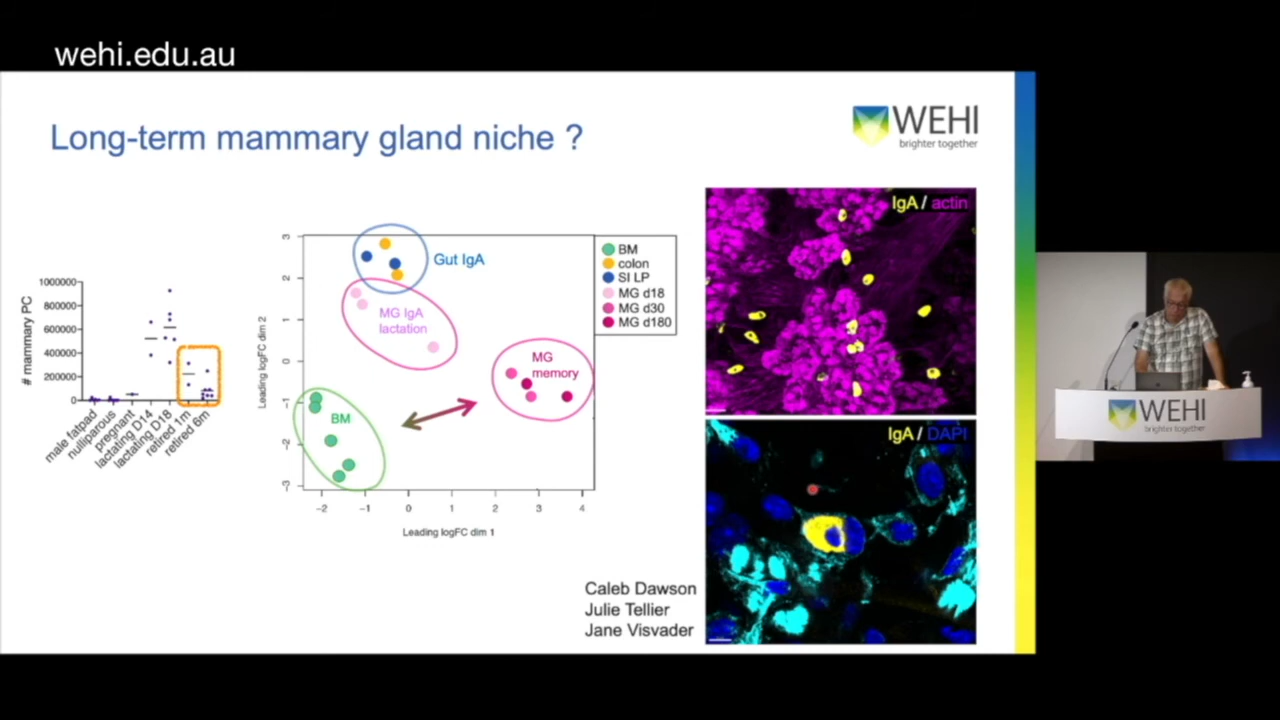 wehi.edu.au
Long-term mammary gland niche ?
WEHI
brighter together
# mammary PC
1000000
800000
600000
400000
200000
0
male fatpad
nulliparous
pregnant
lactating D14
lactating D18
retired 1m
retired 6m
Leading logFC dim 2
3
2
1
0
−1
−2
−3
−2
−1
0
1
2
3
4
Leading logFC dim 1
Gut IgA
MG IgA
lactation
MG
memory
BM
BM
colon
SI LP
MG d18
MG d30
MG d180
IgA / actin
IgA / DAPI
Caleb Dawson
Julie Tellier
Jane Visvader
WEHI
brighter together